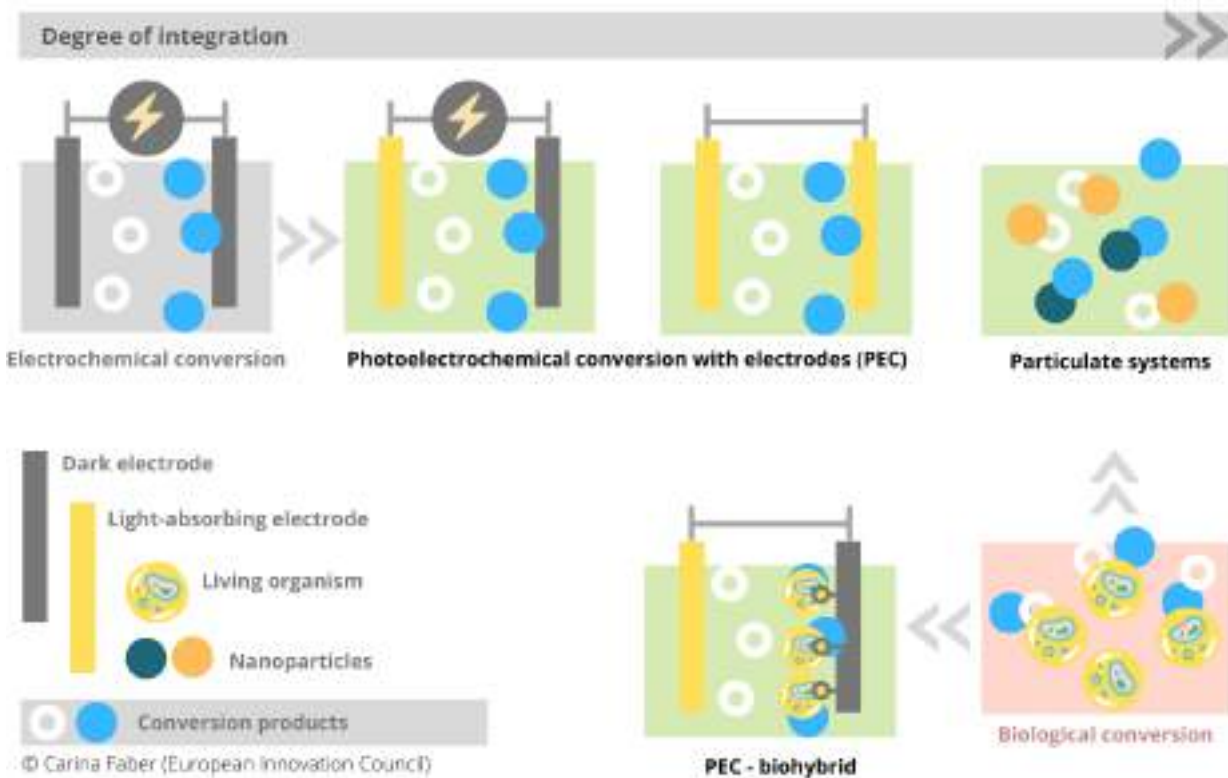 Degree of integration
Electrochemical conversion
Photoelectrochemical conversion with electrodes (PEC)
Particulate systems
Dark electrode
Light-absorbing electrode
Living organism
Nanoparticles
Conversion products
© Carina Faber (European Innovation Council)
PEC - biohybrid
Biological conversion